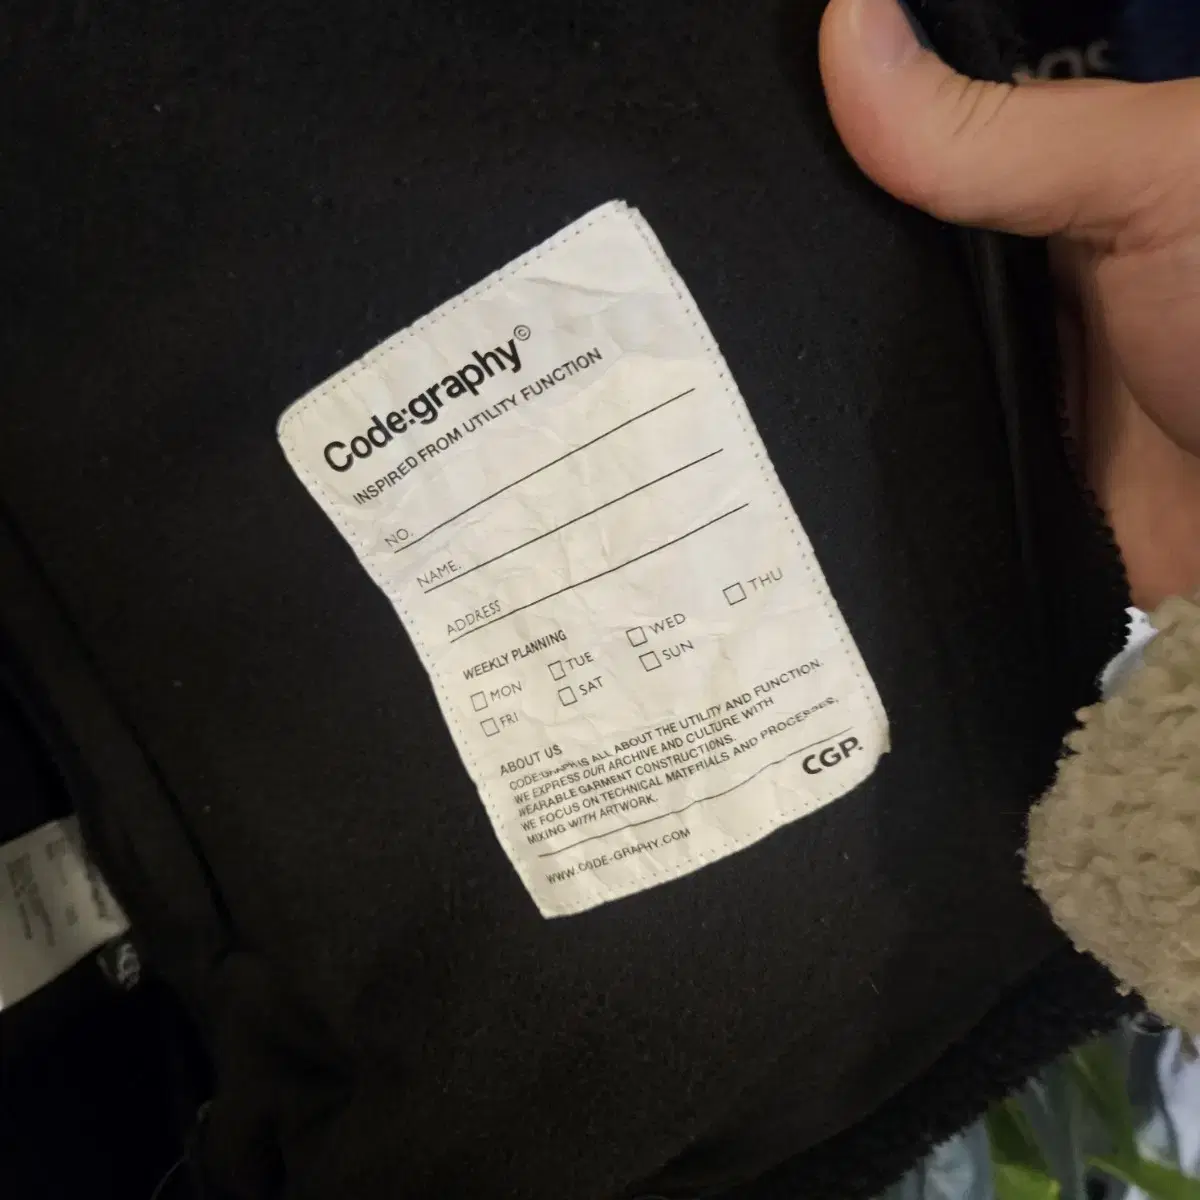 Code:graphy©
INSPIRED FROM UTILITY FUNCTION
NO.
NAME.
ADDRESS
WEEKLY PLANNING
MON TUE WED THU
FRI SAT SUN
ABOUT US
CODE:GRAPHY IS ALL ABOUT THE UTILITY AND FUNCTION.
WE EXPRESS OUR ARCHIVE AND CULTURE WITH
WEARABLE GARMENT CONSTRUCTIONS.
WE FOCUS ON TECHNICAL MATERIALS AND PROCESSES,
MIXING WITH ARTWORK.
CGP.
WWW.CODE-GRAPHY.COM